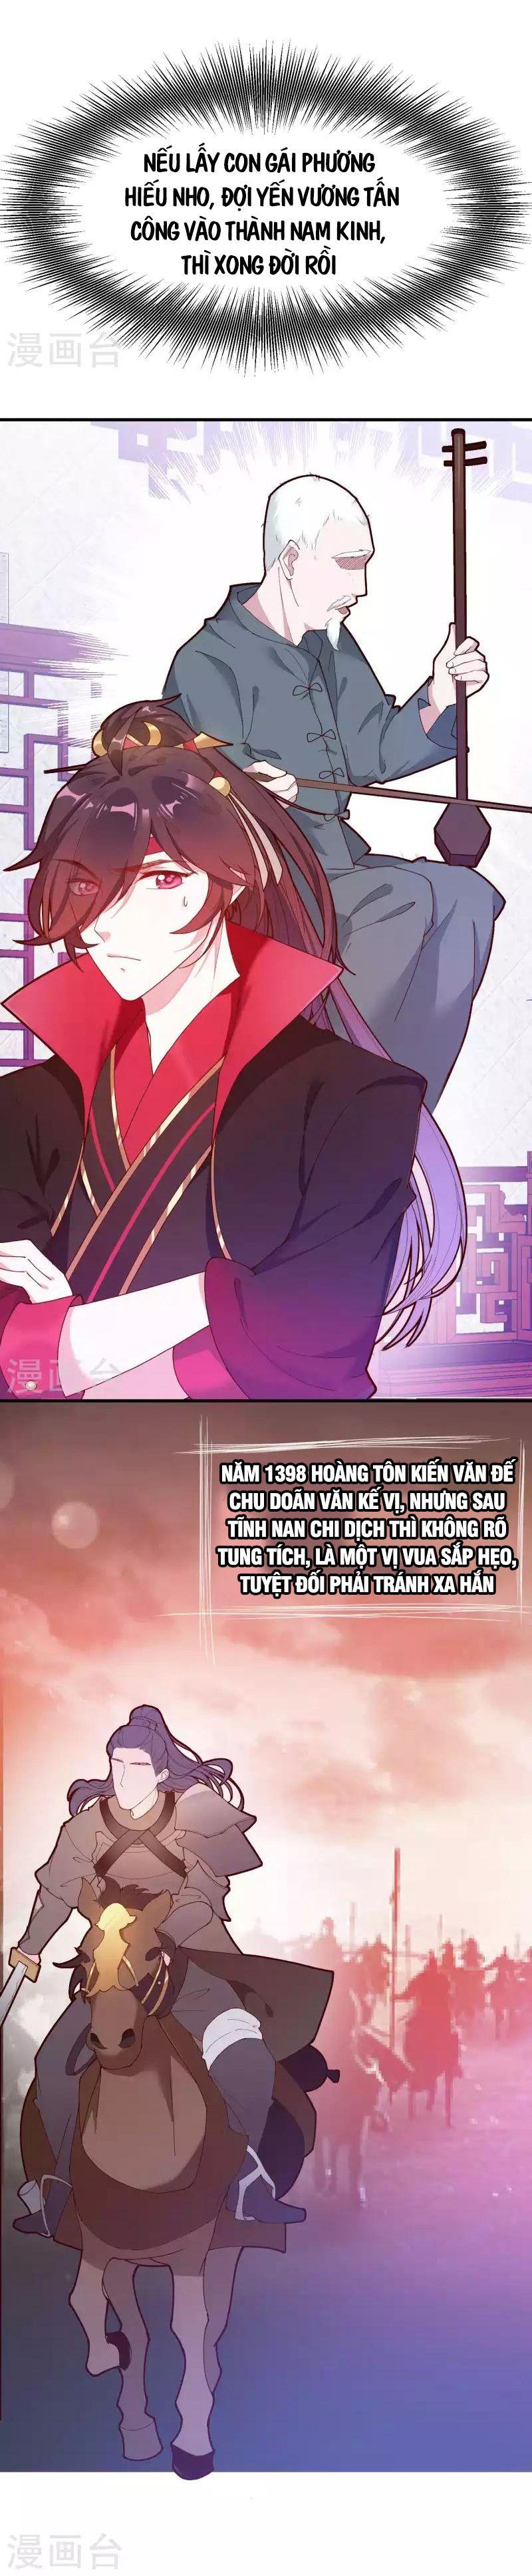 NẾU LẤY CON GÁI PHƯƠNG
HIẾU NHO, ĐỢI YẾN VƯƠNG TẤN
CÔNG VÀO THÀNH NAM KINH,
THÌ XONG ĐỜI RỒI
漫画台
漫画台
NĂM 1398 HOÀNG TÔN KIẾN VĂN ĐẾ
CHU DOÃN VĂN KẾ VỊ, NHƯNG SAU
TĨNH NAN CHI DỊCH THÌ KHÔNG RÕ
TUNG TÍCH, LÀ MỘT VỊ VUA SẮP HẸO,
TUYỆT ĐỐI PHẢI TRÁNH XA HẮN
漫画台